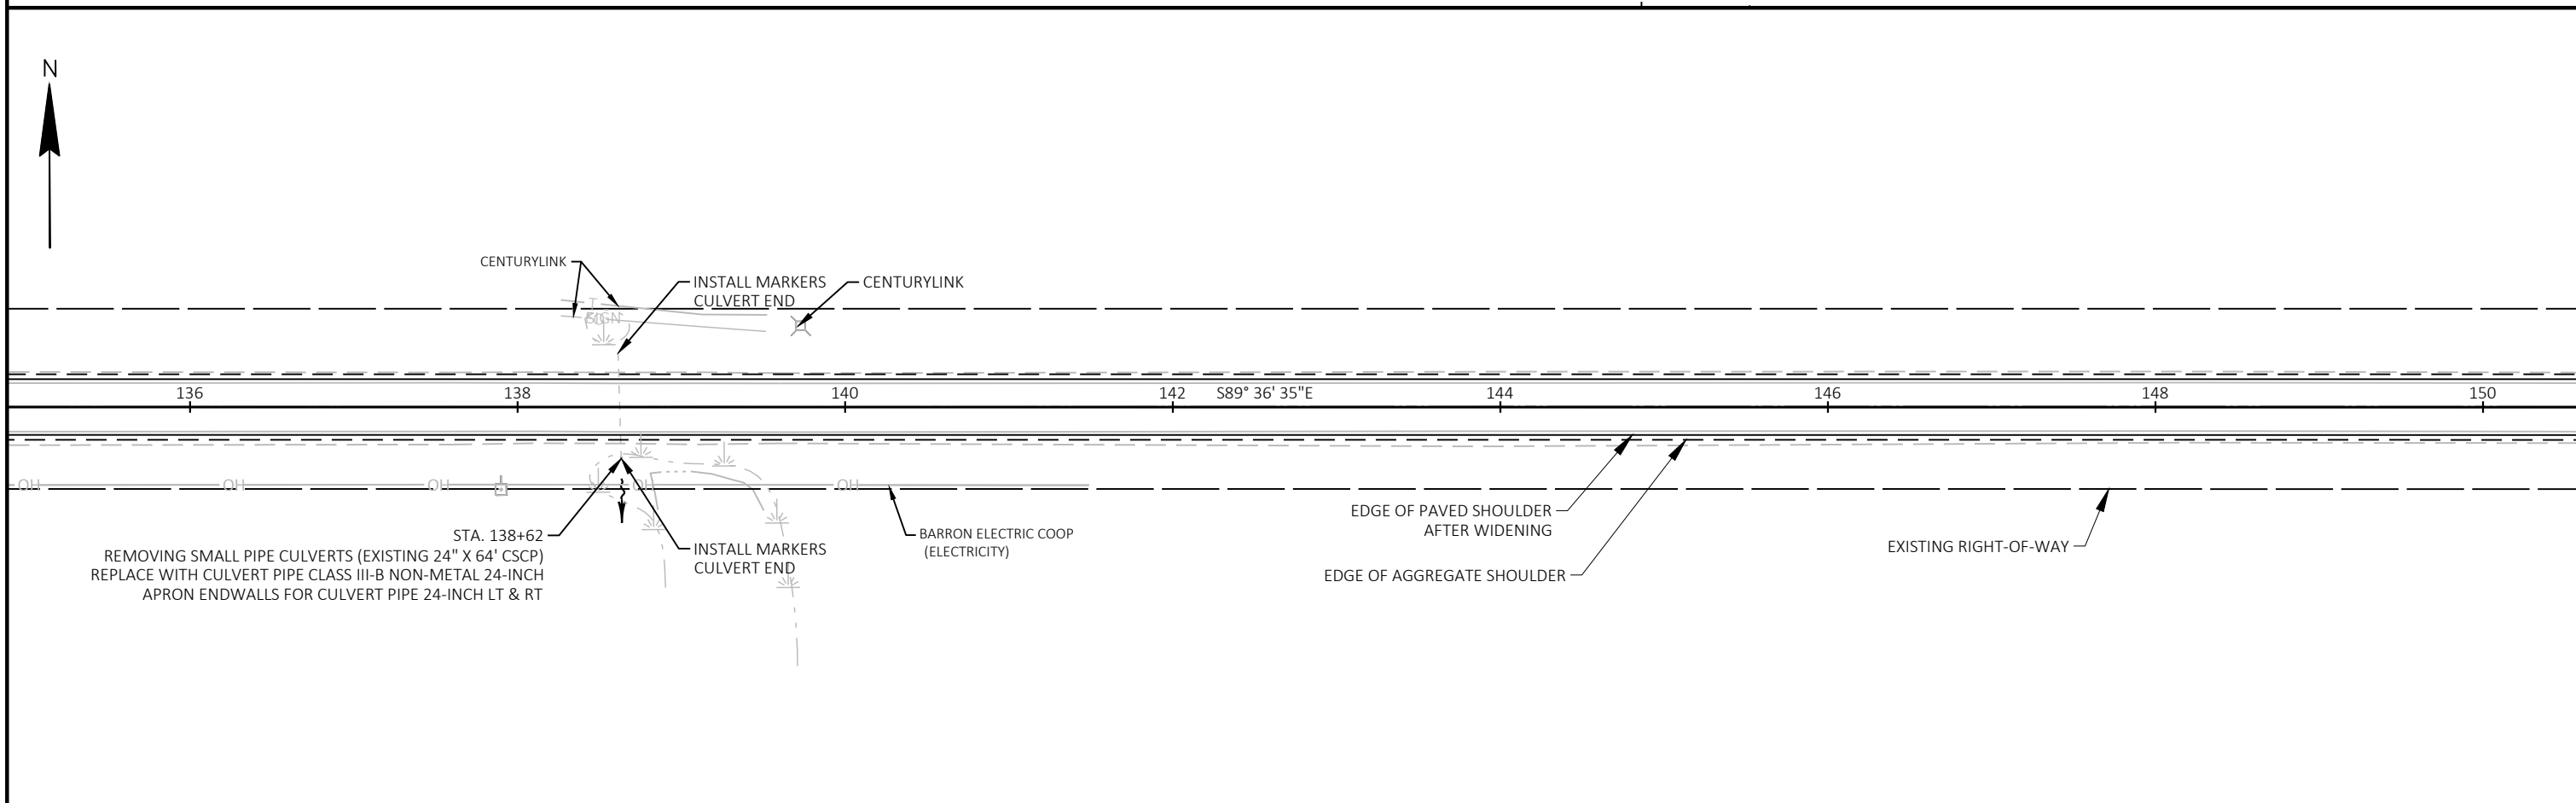 N
CENTURYLINK
INSTALL MARKERS
CULVERT END
CENTURYLINK
SIGN
136
138
140
142
S89° 36' 35"E
144
146
148
150
OH
OH
OH
OH
OH
STA. 138+62
REMOVING SMALL PIPE CULVERTS (EXISTING 24" X 64' CSCP)
REPLACE WITH CULVERT PIPE CLASS III-B NON-METAL 24-INCH
APRON ENDWALLS FOR CULVERT PIPE 24-INCH LT & RT
INSTALL MARKERS
CULVERT END
BARRON ELECTRIC COOP
(ELECTRICITY)
EDGE OF PAVED SHOULDER
AFTER WIDENING
EDGE OF AGGREGATE SHOULDER
EXISTING RIGHT-OF-WAY